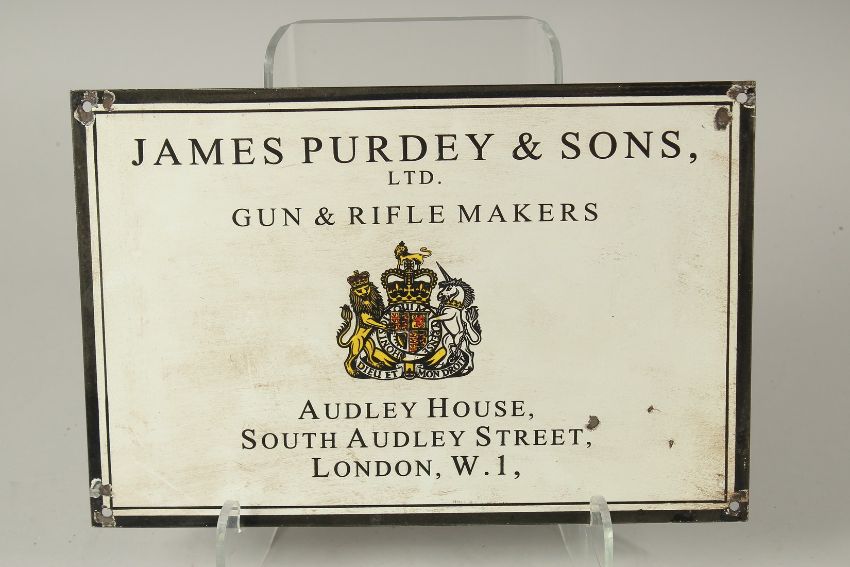 JAMES PURDEY & SONS,
LTD.
GUN & RIFLE MAKERS
DIEU ET MON DROIT
AUDLEY HOUSE,
SOUTH AUDLEY STREET,
LONDON, W.1,